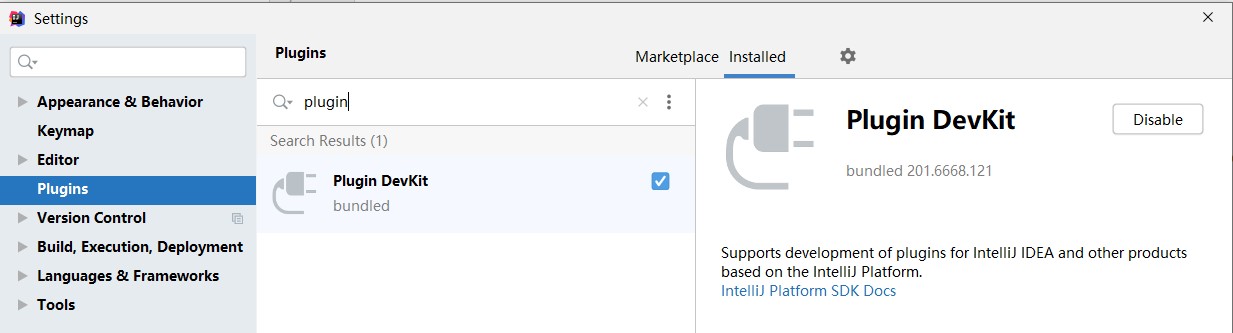 Settings
Plugins
Marketplace
Installed
Appearance & Behavior
Keymap
Editor
Plugins
Version Control
Build, Execution, Deployment
Languages & Frameworks
Tools
plugin
Search Results (1)
Plugin DevKit
bundled
Plugin DevKit
Disable
bundled 201.6668.121
Supports development of plugins for IntelliJ IDEA and other products
based on the IntelliJ Platform.
IntelliJ Platform SDK Docs